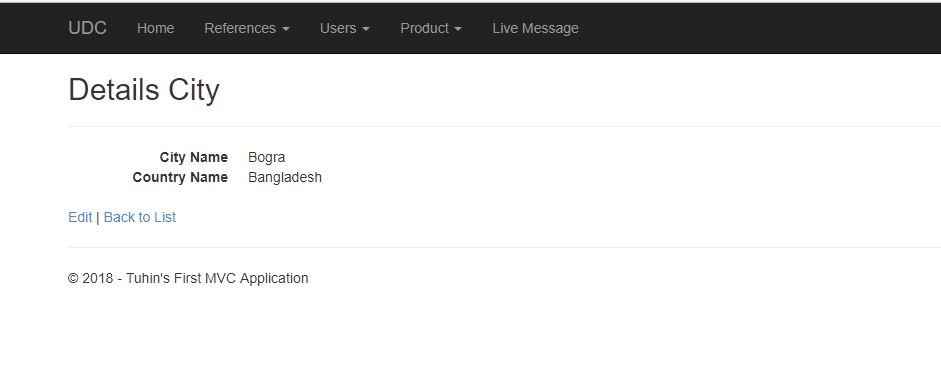 UDC Home References Users Product Live Message
Details City
City Name Bogra
Country Name Bangladesh
Edit | Back to List
© 2018 - Tuhin's First MVC Application